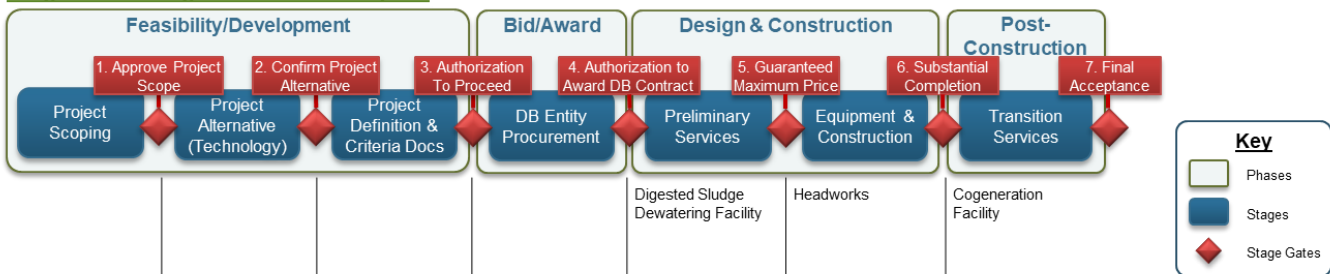 Feasibility/Development
Bid/Award
Design & Construction
Post-
Construction
1. Approve Project
Scope
2. Confirm Project
Alternative
3. Authorization
To Proceed
4. Authorization to
Award DB Contract
5. Guaranteed
Maximum Price
6. Substantial
Completion
7. Final
Acceptance
Project
Scoping
Project
Alternative
(Technology)
Project
Definition &
Criteria Docs
DB Entity
Procurement
Preliminary
Services
Equipment &
Construction
Transition
Services
Digested Sludge
Dewatering Facility
Headworks
Cogeneration
Facility
Key
Phases
Stages
Stage Gates